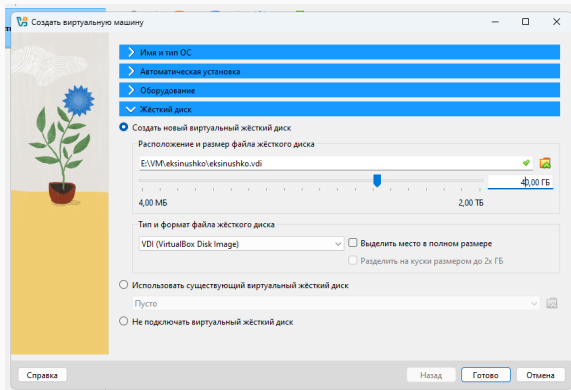 Создать виртуальную машину
Имя и тип ОС
Автоматическая установка
Оборудование
Жёсткий диск
Создать новый виртуальный жёсткий диск
Расположение и размер файла жёсткого диска
E:\VM\eksinushko\eksinushko.vdi
40,00 ГБ
4,00 МБ
2,00 ТБ
Тип и формат файла жёсткого диска
VDI (VirtualBox Disk Image)
Выделить место в полном размере
Разделить на куски размером до 2х ГБ
Использовать существующий виртуальный жёсткий диск
Пусто
Не подключать виртуальный жёсткий диск
Справка
Назад
Готово
Отмена